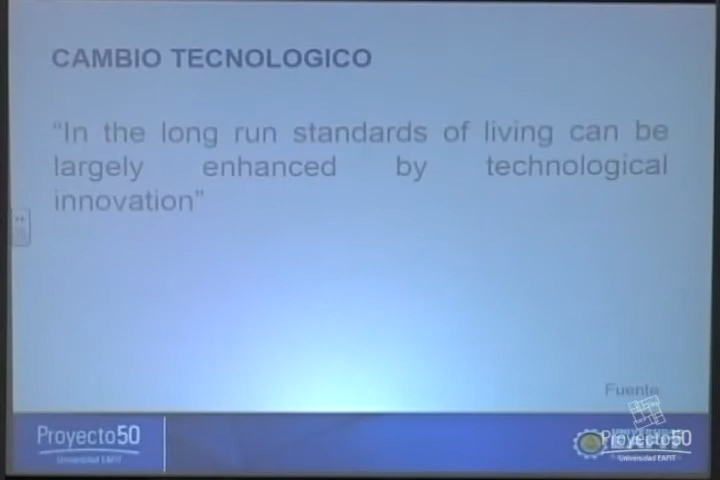 CAMBIO TECNOLOGICO
“In the long run standards of living can be
largely enhanced by technological
innovation”
Fuente
Proyecto50
Universidad EAFIT
Proyecto50
Universidad EAFIT